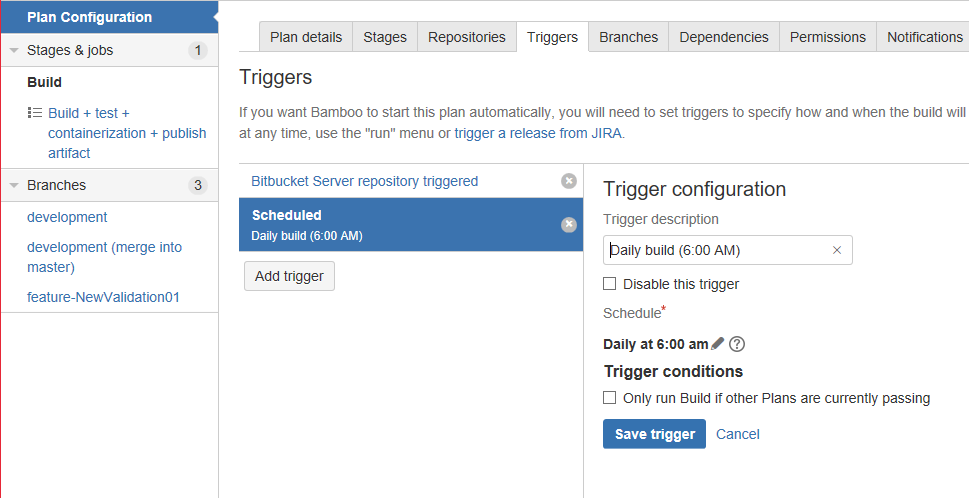 Plan Configuration
Stages & jobs 1
Build
Build + test +
containerization + publish
artifact
Branches 3
development
development (merge into
master)
feature-NewValidation01
Plan details Stages Repositories Triggers Branches Dependencies Permissions Notifications
Triggers
If you want Bamboo to start this plan automatically, you will need to set triggers to specify how and when the build will
at any time, use the "run" menu or trigger a release from JIRA.
Bitbucket Server repository triggered
Scheduled
Daily build (6:00 AM)
Add trigger
Trigger configuration
Trigger description
Daily build (6:00 AM)
Disable this trigger
Schedule*
Daily at 6:00 am
Trigger conditions
Only run Build if other Plans are currently passing
Save trigger Cancel